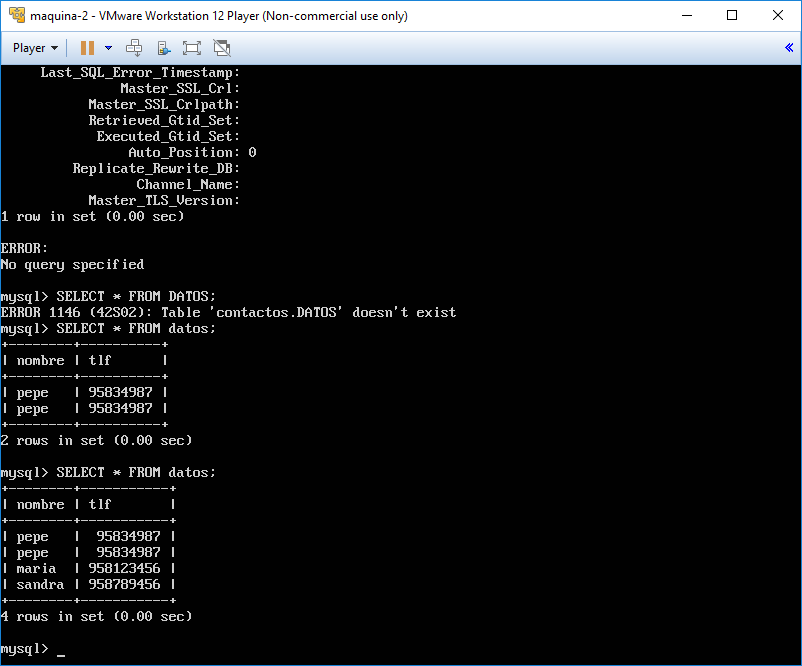 maquina-2 - VMware Workstation 12 Player (Non-commercial use only)
Player
Last_SQL_Error_Timestamp:
Master_SSL_Crl:
Master_SSL_Crlpath:
Retrieved_Gtid_Set:
Executed_Gtid_Set:
Auto_Position: 0
Replicate_Rewrite_DB:
Channel_Name:
Master_TLS_Version:
1 row in set (0.00 sec)
ERROR:
No query specified
mysql> SELECT * FROM DATOS;
ERROR 1146 (42S02): Table 'contactos.DATOS' doesn't exist
mysql> SELECT * FROM datos;
+--------+----------+
| nombre | tlf      |
+--------+----------+
| pepe   | 95834987 |
| pepe   | 95834987 |
+--------+----------+
2 rows in set (0.00 sec)
mysql> SELECT * FROM datos;
+--------+-----------+
| nombre | tlf       |
+--------+-----------+
| pepe   |  95834987 |
| pepe   |  95834987 |
| maria  | 958123456 |
| sandra | 958789456 |
+--------+-----------+
4 rows in set (0.00 sec)
mysql> _